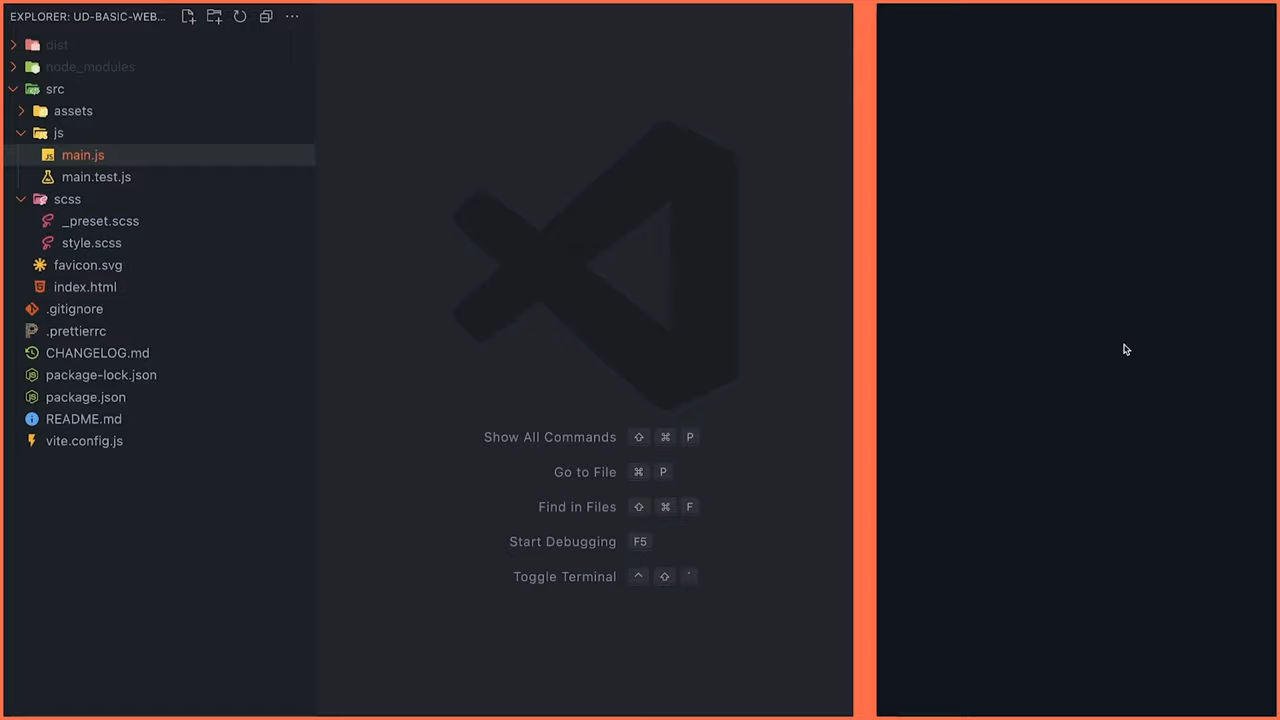 EXPLORER: UD-BASIC-WEB...
dist
node_modules
src
assets
js
JS main.js
main.test.js
scss
_preset.scss
style.scss
favicon.svg
index.html
.gitignore
.prettierrc
CHANGELOG.md
package-lock.json
package.json
README.md
vite.config.js
Show All Commands ⇧ ⌘ P
Go to File ⌘ P
Find in Files ⇧ ⌘ F
Start Debugging F5
Toggle Terminal ^ ⇧ `